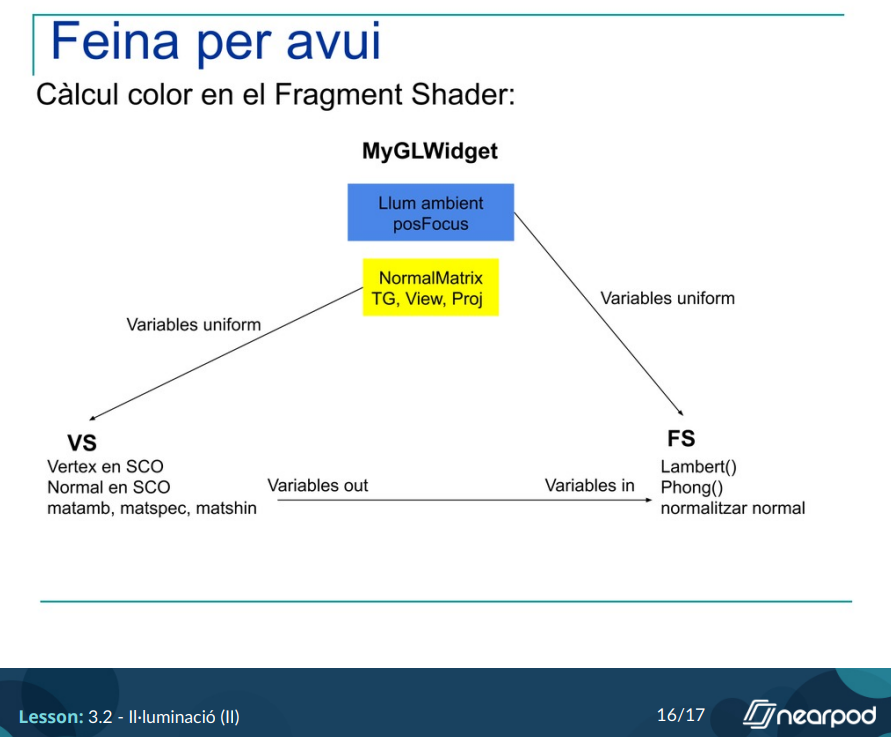 Feina per avui
Càlcul color en el Fragment Shader:
MyGLWidget
Llum ambient
posFocus
NormalMatrix
TG, View, Proj
Variables uniform
Variables uniform
VS
Vertex en SCO
Normal en SCO
matamb, matspec, matshin
Variables out
Variables in
FS
Lambert()
Phong()
normalitzar normal
Lesson: 3.2 - Il·luminació (II)
16/17
nearpod